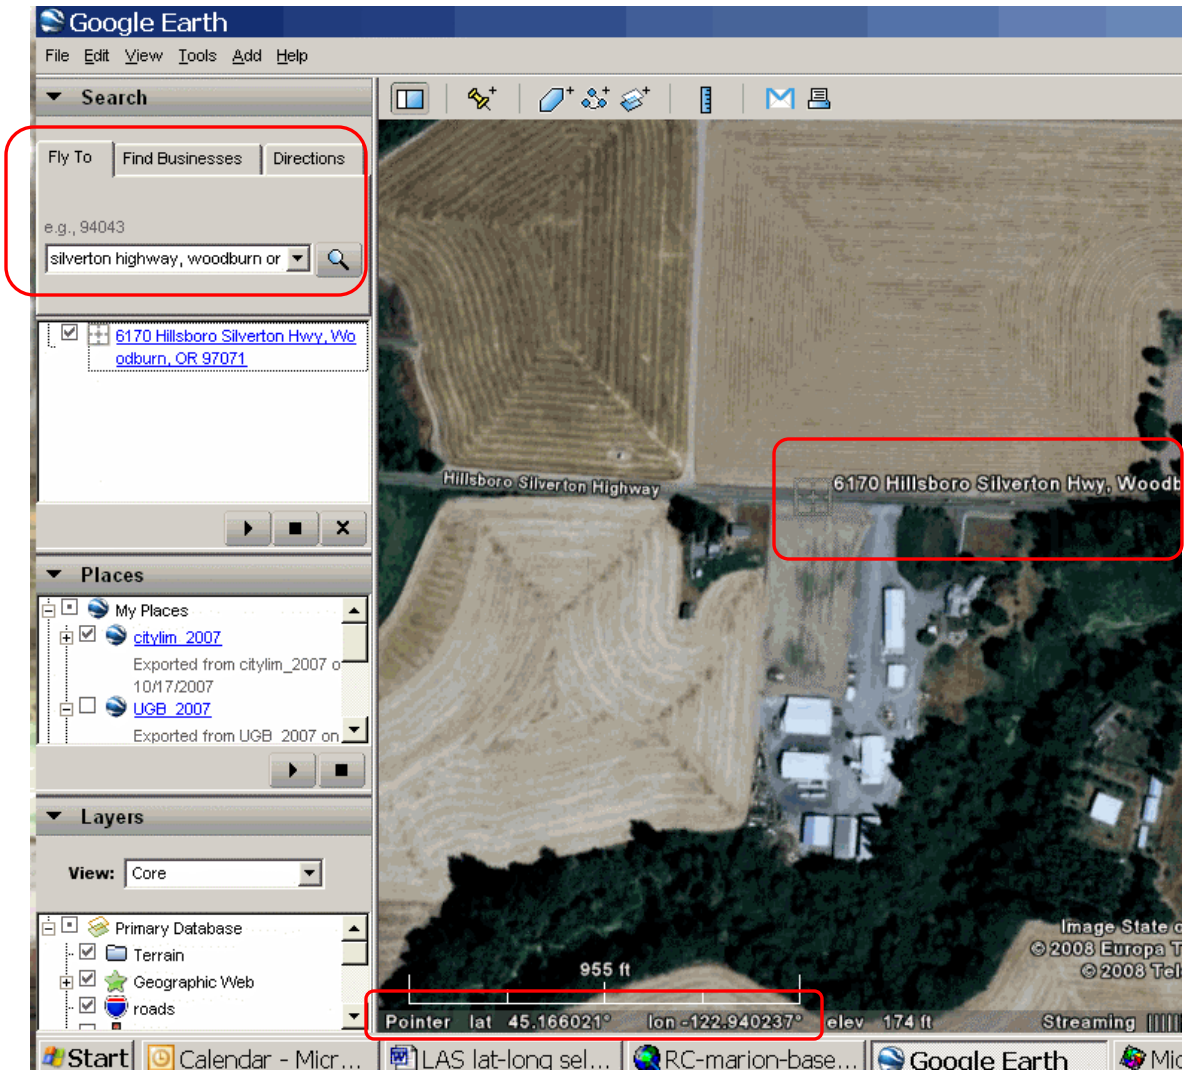 Google Earth
File Edit View Tools Add Help
Search
Fly To Find Businesses Directions
e.g., 94043
silverton highway, woodburn or
6170 Hillsboro Silverton Hwy, Wo
odburn, OR 97071
Places
My Places
citylim_2007
Exported from citylim_2007 o
10/17/2007
UGB_2007
Exported from UGB_2007 on
Layers
View: Core
Primary Database
Terrain
Geographic Web
roads
Hillsboro Silverton Highway
6170 Hillsboro Silverton Hwy, Woodb
Image State o
© 2008 Europa T
© 2008 Tel
955 ft
Pointer lat 45.166021° lon -122.940237° elev 174 ft Streaming
Start Calendar - Micr... LAS lat-long sel... RC-marion-base... Google Earth Mic